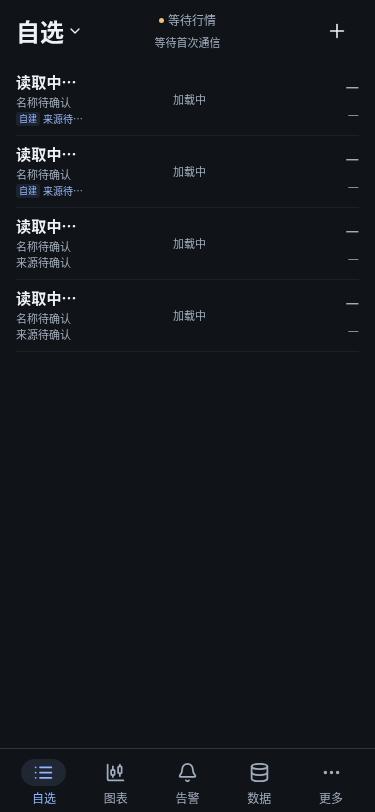 自选
等待行情
等待首次通信
读取中…
名称待确认
加载中
—
自建 来源待…
—
读取中…
名称待确认
加载中
—
自建 来源待…
—
读取中…
名称待确认
加载中
—
来源待确认
—
读取中…
名称待确认
加载中
—
来源待确认
—
自选 图表 告警 数据 更多